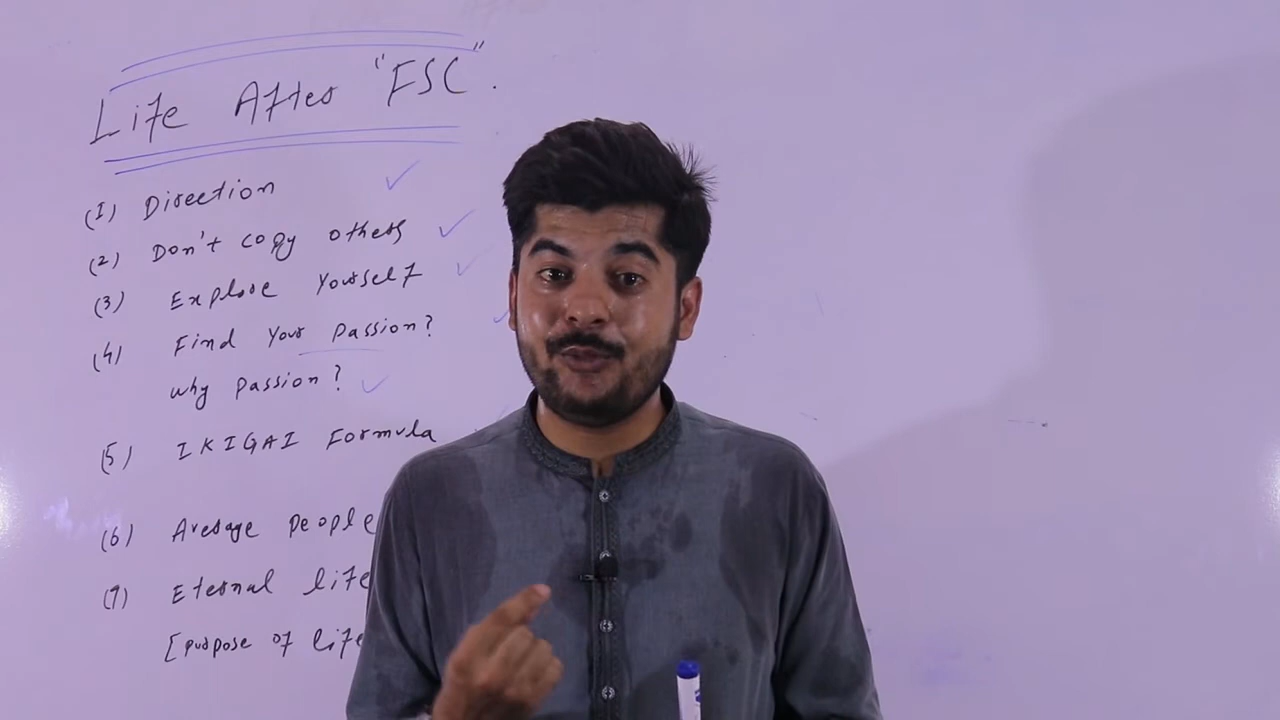 Life After "FSC".
(1) Direction
(2) Don't copy others
(3) Explore Yourself
(4) Find Your Passion?
why passion?
(5) IKIGAI Formula
(6) Average people
(7) Eternal life
[purpose of life